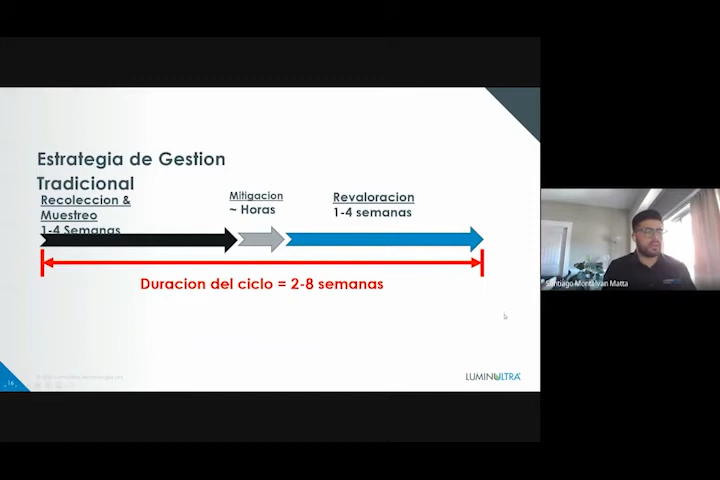 Estrategia de Gestion
Tradicional
Recoleccion &
Muestreo
1-4 Semanas
Mitigacion
~ Horas
Revaloracion
1-4 semanas
Duracion del ciclo = 2-8 semanas
16
LUMINULTRA
Santiago Montalvan Matta